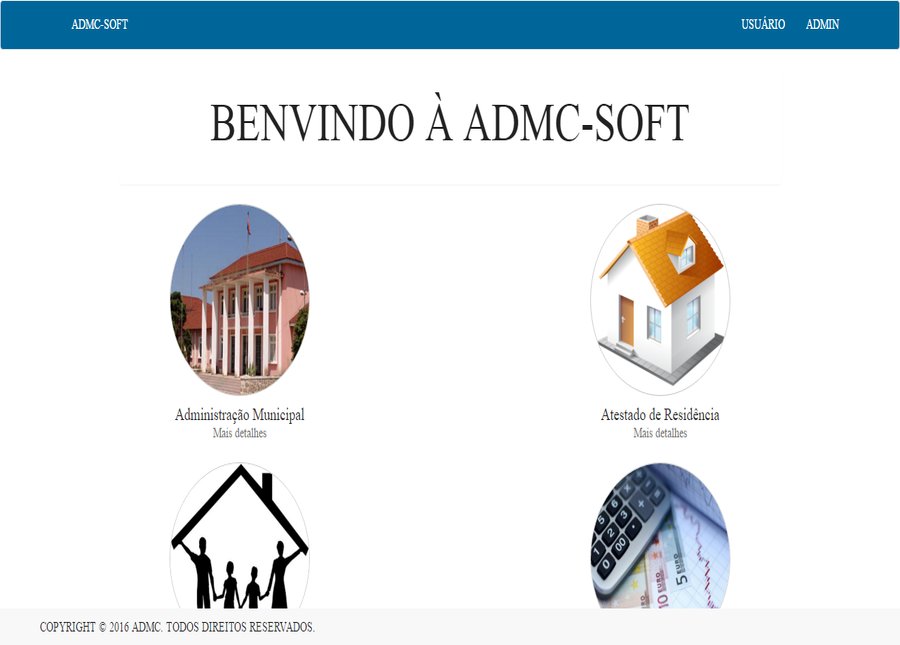 ADMC-SOFT
USUÁRIO ADMIN
BENVINDO À ADMC-SOFT
Administração Municipal
Mais detalhes
Atestado de Residência
Mais detalhes
COPYRIGHT © 2016 ADMC. TODOS DIREITOS RESERVADOS.